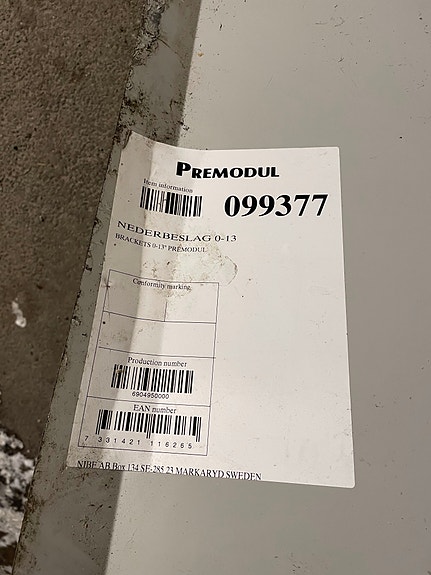 PREMODUL
Item information
099377
NEDERBESLAG 0-13
BRACKETS 0-13° PREMODUL
Conformity marking
Production number
6904950000
EAN number
7 331421 116265
NIBE AB Box 134 SE-285 23 MARKARYD SWEDEN